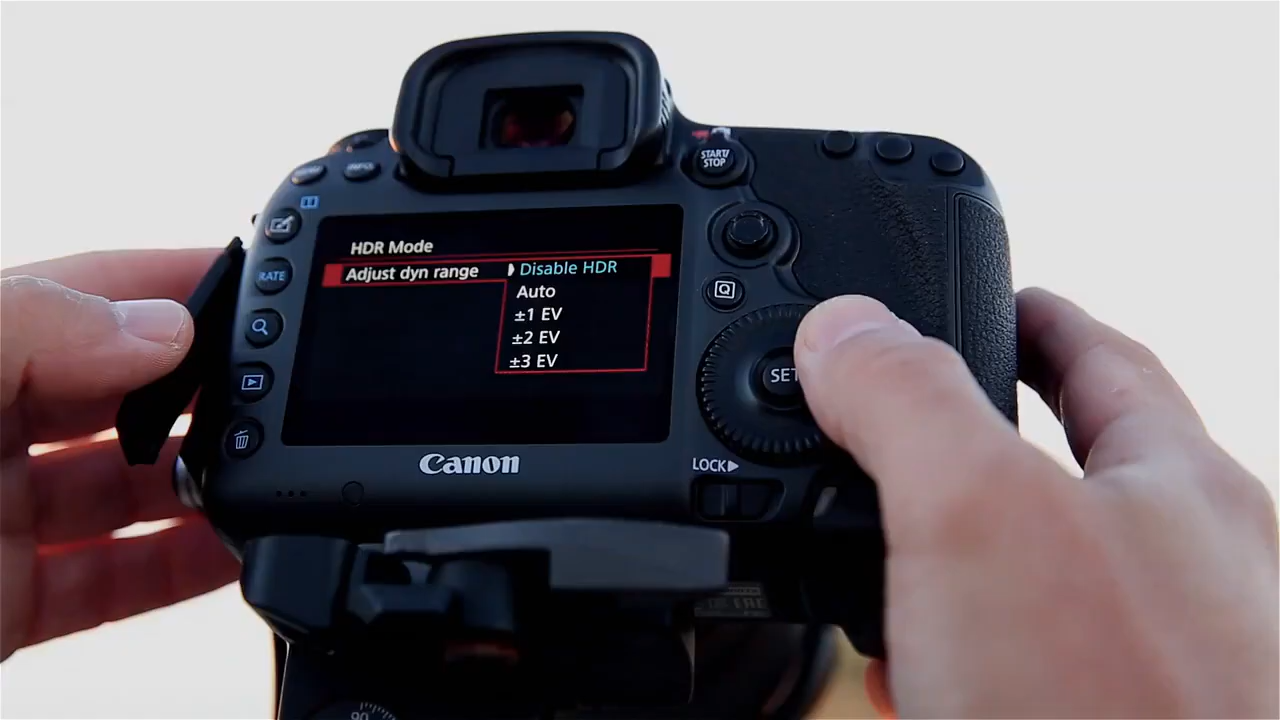 START/
STOP
INFO
HDR Mode
Adjust dyn range
Disable HDR
Auto
±1 EV
±2 EV
±3 EV
RATE
Q
SET
Canon
LOCK
90